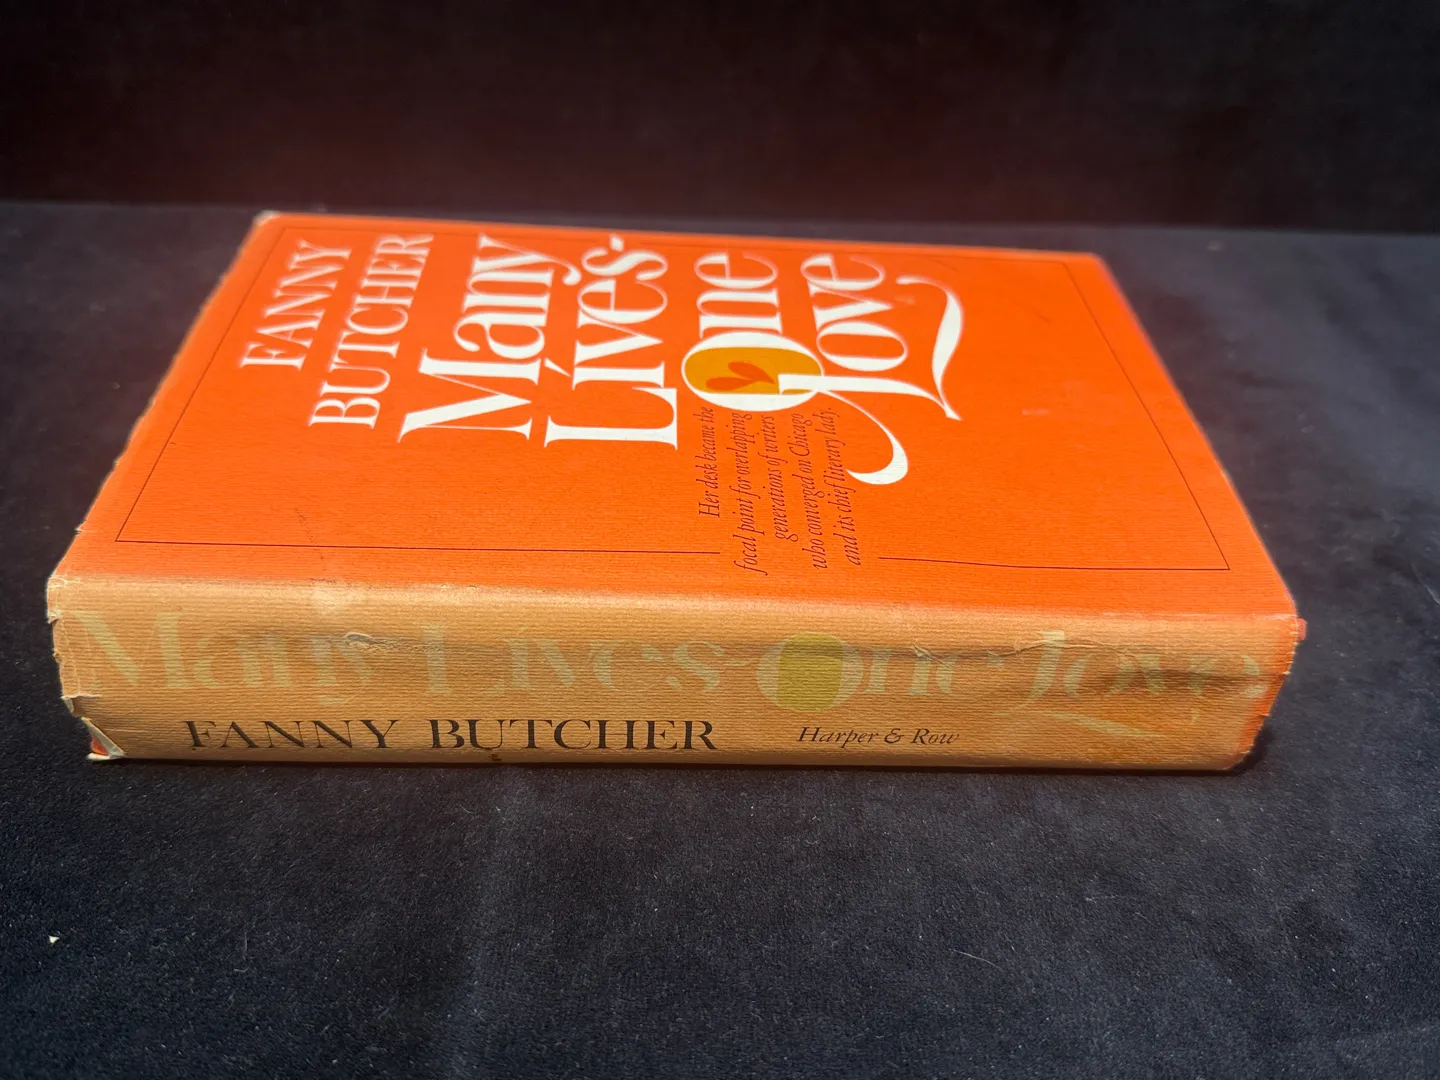 FANNY
BUTCHER
Many
Lives-
One
Love
Her desk became the
focal point for overlapping
generations of writers
who converged on Chicago
and its chief literary lady.
Many Lives-One Love
FANNY BUTCHER
Harper & Row